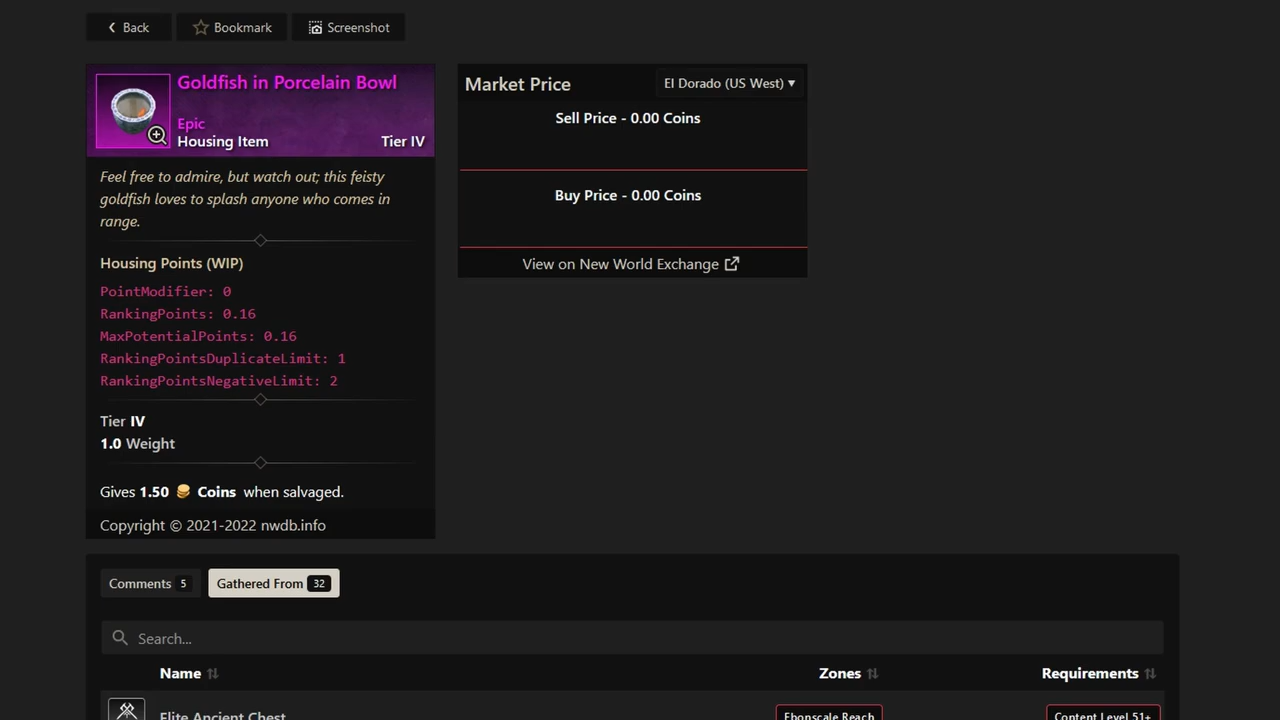 Back
Bookmark
Screenshot
Goldfish in Porcelain Bowl
Epic
Housing Item
Tier IV
Feel free to admire, but watch out; this feisty
goldfish loves to splash anyone who comes in
range.
Housing Points (WIP)
PointModifier: 0
RankingPoints: 0.16
MaxPotentialPoints: 0.16
RankingPointsDuplicateLimit: 1
RankingPointsNegativeLimit: 2
Tier IV
1.0 Weight
Gives 1.50 Coins when salvaged.
Copyright © 2021-2022 nwdb.info
Market Price
El Dorado (US West)
Sell Price - 0.00 Coins
Buy Price - 0.00 Coins
View on New World Exchange
Comments 5
Gathered From 32
Search...
Name
Zones
Requirements
Elite Ancient Chest
Ebonscale Reach
Content Level 51+